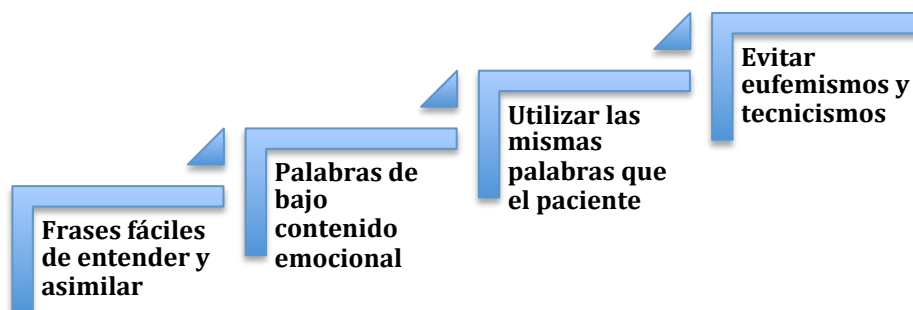 Frases fáciles
de entender y
asimilar
Palabras de
bajo
contenido
emocional
Utilizar las
mismas
palabras que
el paciente
Evitar
eufemismos y
tecnicismos